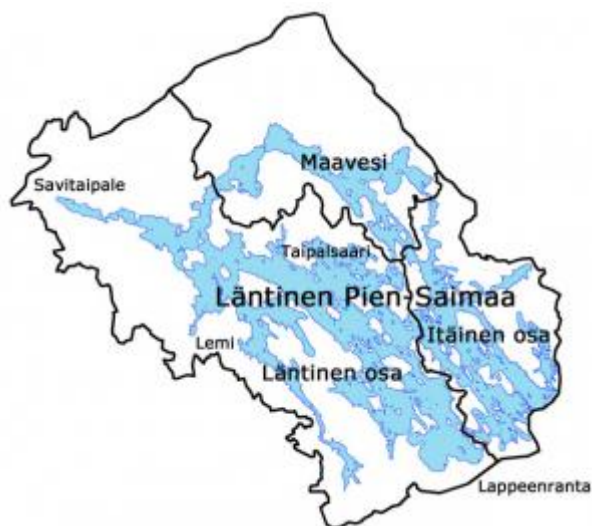 Maavesi
Savitaipale
Taipalsaari
Läntinen Pien-Saimaa
Itäinen osa
Lemi
Läntinen osa
Lappeenranta